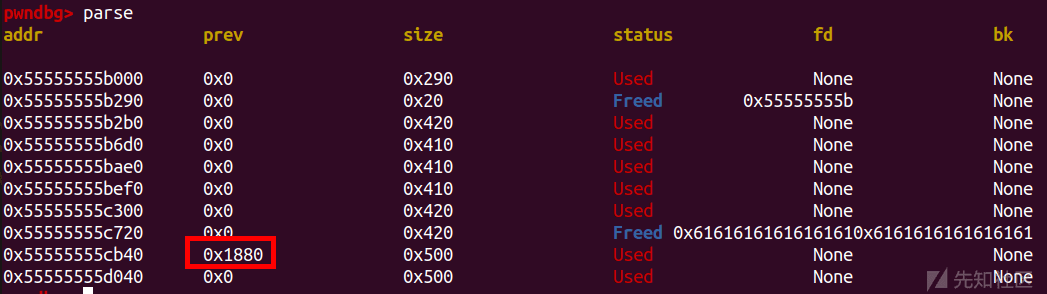 pwndbg> parse
addr prev size status fd bk
0x55555555b000 0x0 0x290 Used None None
0x55555555b290 0x0 0x20 Freed 0x55555555b None
0x55555555b2b0 0x0 0x420 Used None None
0x55555555b6d0 0x0 0x410 Used None None
0x55555555bae0 0x0 0x410 Used None None
0x55555555bef0 0x0 0x410 Used None None
0x55555555c300 0x0 0x420 Used None None
0x55555555c720 0x0 0x420 Freed 0x61616161616161610x6161616161616161
0x55555555cb40 0x1880 0x500 Used None None
0x55555555d040 0x0 0x500 Used None None
先知社区